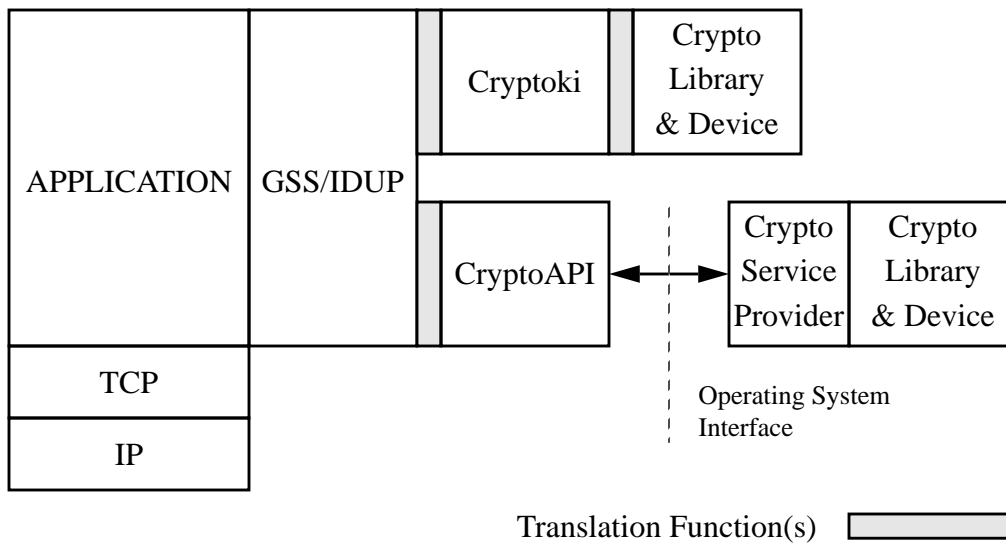 APPLICATION
GSS/IDUP
Cryptoki
Crypto
Library
& Device
CryptoAPI
Crypto
Service
Provider
Crypto
Library
& Device
TCP
IP
Operating System
Interface
Translation Function(s)